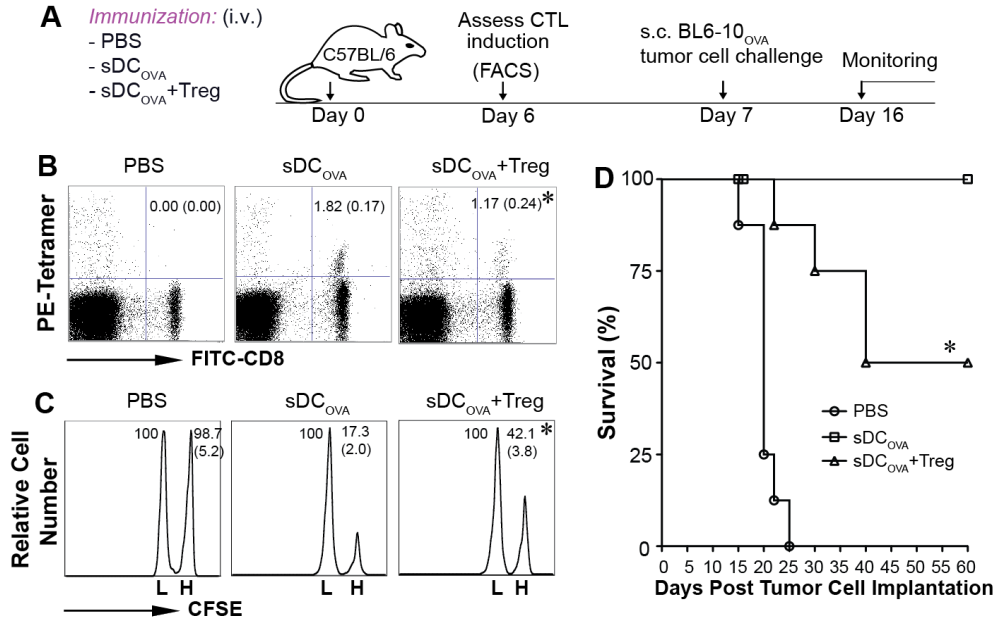 A
Immunization: (i.v.)
- PBS
- sDCOVA
- sDCOVA+Treg
C57BL/6
Assess CTL
induction
(FACS)
s.c. BL6-10OVA
tumor cell challenge
Monitoring
Day 0
Day 6
Day 7
Day 16
B
PBS
sDCOVA
sDCOVA+Treg
0.00 (0.00)
1.82 (0.17)
1.17 (0.24)*
PE-Tetramer
FITC-CD8
C
PBS
sDCOVA
sDCOVA+Treg
100
98.7
(5.2)
100
17.3
(2.0)
100
42.1 *
(3.8)
Relative Cell
Number
L H
L H
L H
CFSE
D
100
75
50
25
0
Survival (%)
*
PBS
sDCOVA
sDCOVA+Treg
0 5 10 15 20 25 30 35 40 45 50 55 60
Days Post Tumor Cell Implantation